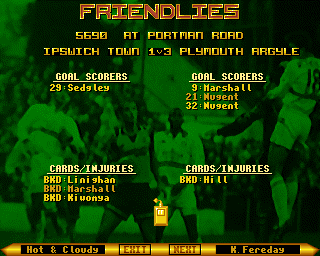 FRIENDLIES
5690 AT PORTMAN ROAD
IPSWICH TOWN 1v3 PLYMOUTH ARGYLE
GOAL SCORERS
29:Sedgley
GOAL SCORERS
9:Marshall
21:Nugent
32:Nugent
CARDS/INJURIES
BKD:Linighan
BKD:Marshall
BKD:Kiwonya
CARDS/INJURIES
BKD:Hill
Hot & Cloudy EXIT NEXT K.Fereday